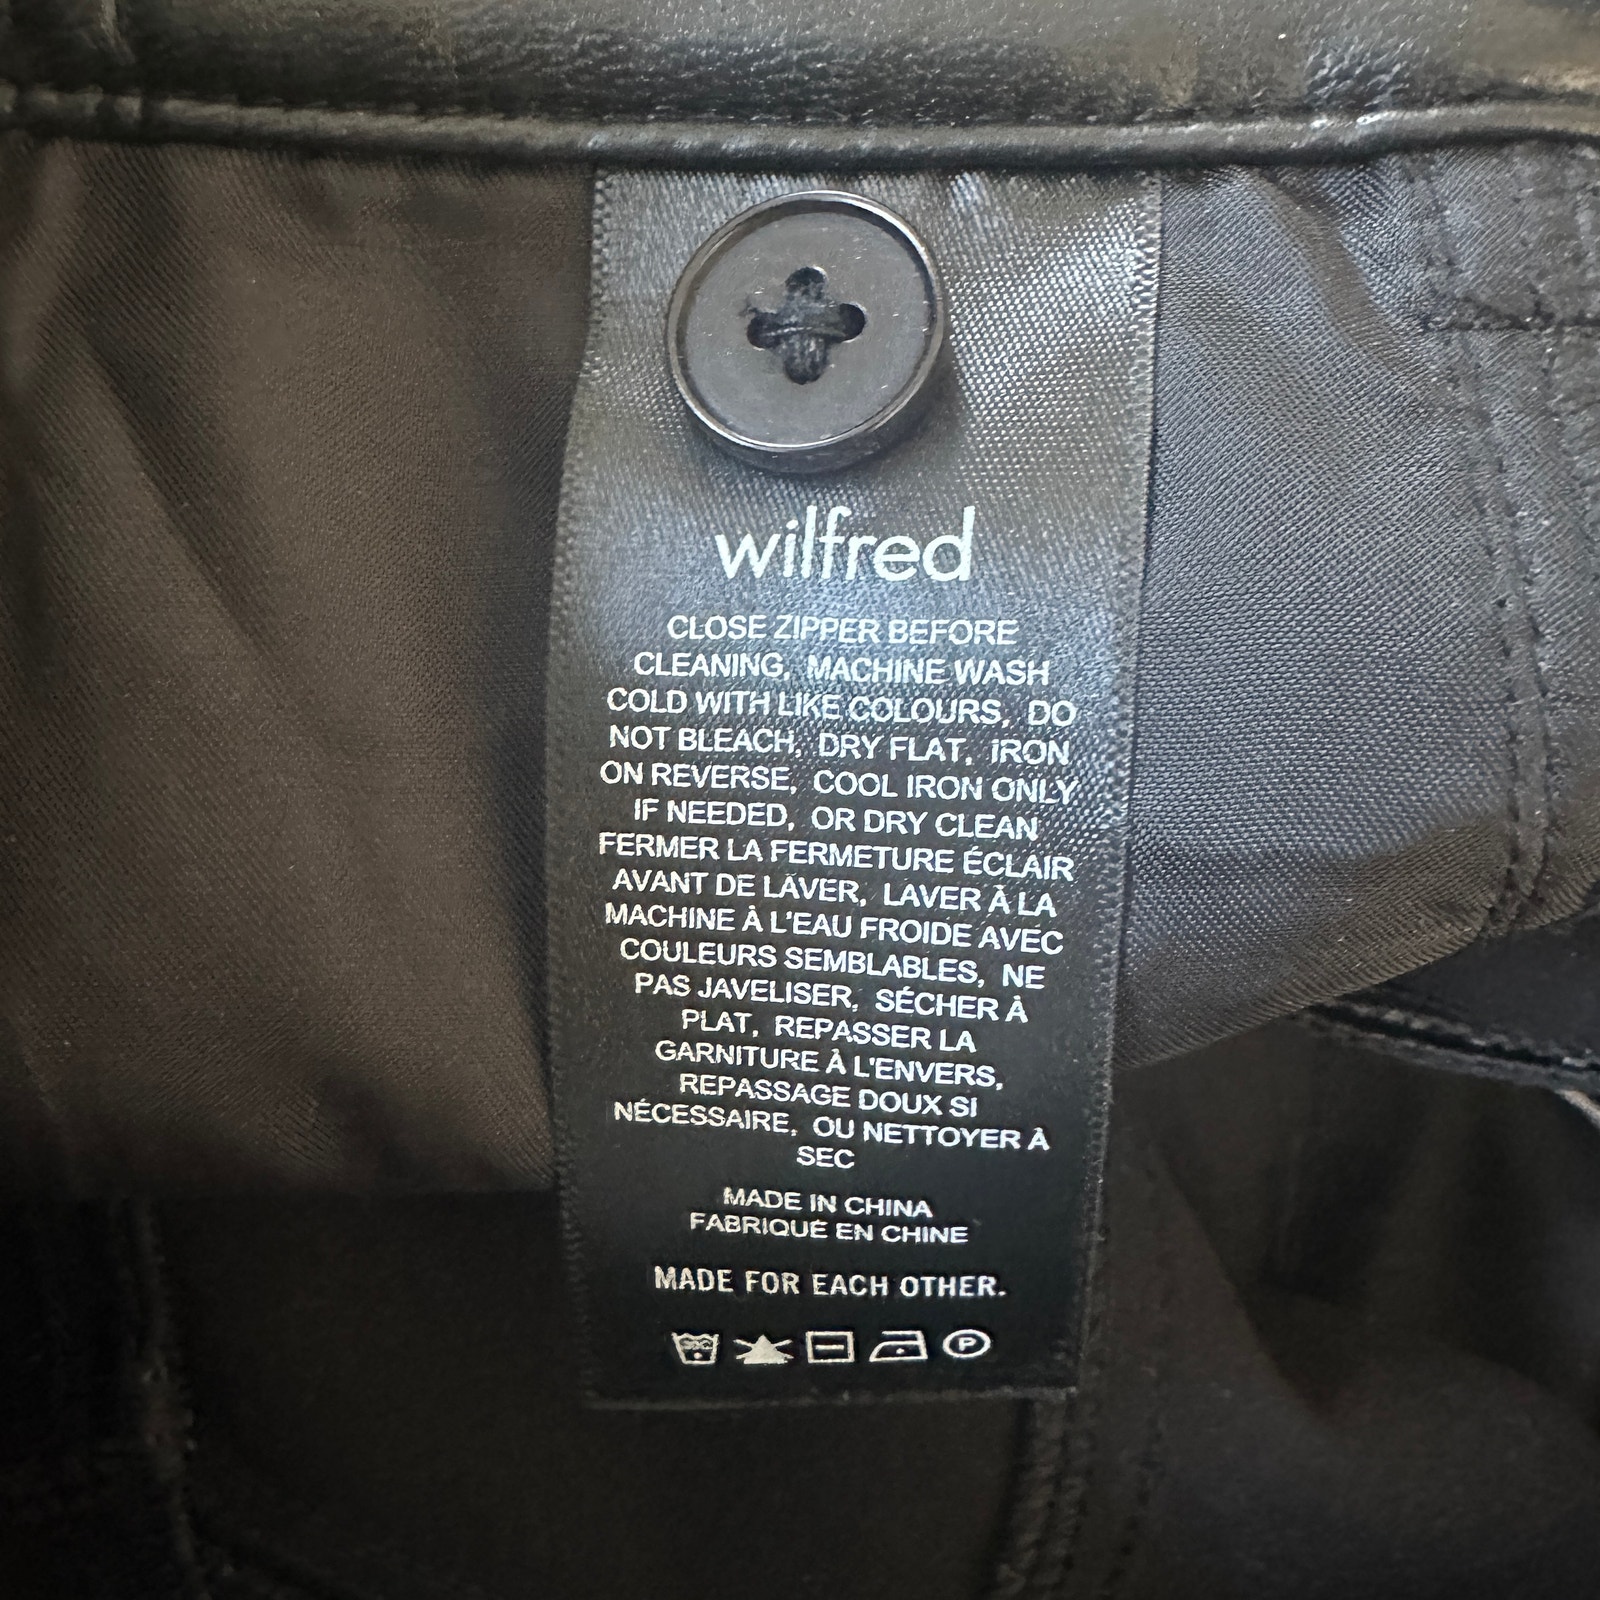 wilfred
CLOSE ZIPPER BEFORE
CLEANING, MACHINE WASH
COLD WITH LIKE COLOURS, DO
NOT BLEACH, DRY FLAT, IRON
ON REVERSE, COOL IRON ONLY
IF NEEDED, OR DRY CLEAN
FERMER LA FERMETURE ÉCLAIR
AVANT DE LAVER, LAVER À LA
MACHINE À L'EAU FROIDE AVEC
COULEURS SEMBLABLES, NE
PAS JAVELISER, SÉCHER À
PLAT, REPASSER LA
GARNITURE À L'ENVERS,
REPASSAGE DOUX SI
NÉCESSAIRE, OU NETTOYER À
SEC
MADE IN CHINA
FABRIQUÉ EN CHINE
MADE FOR EACH OTHER.
P